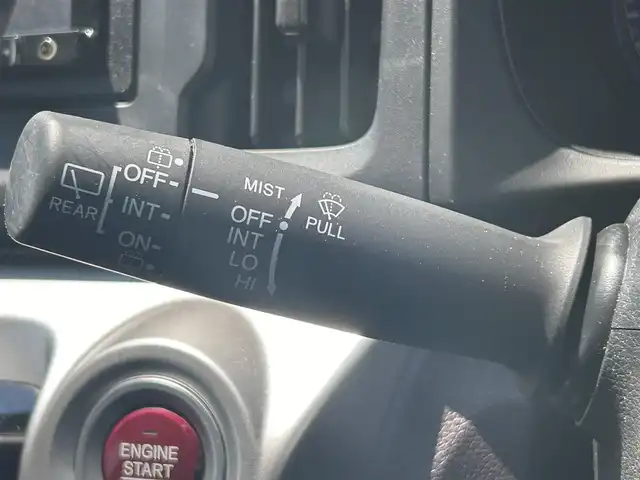 REAR
OFF
INT
ON
MIST
OFF
INT
LO
HI
PULL
ENGINE
START